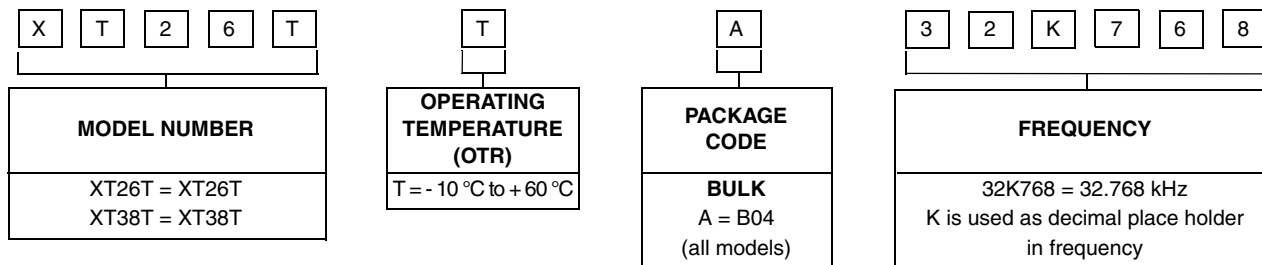 X T 2 6 T T A 3 2 K 7 6 8
MODEL NUMBER
XT26T = XT26T
XT38T = XT38T
OPERATING
TEMPERATURE
(OTR)
T = - 10 °C to + 60 °C
PACKAGE
CODE
BULK
A = B04
(all models)
FREQUENCY
32K768 = 32.768 kHz
K is used as decimal place holder
in frequency